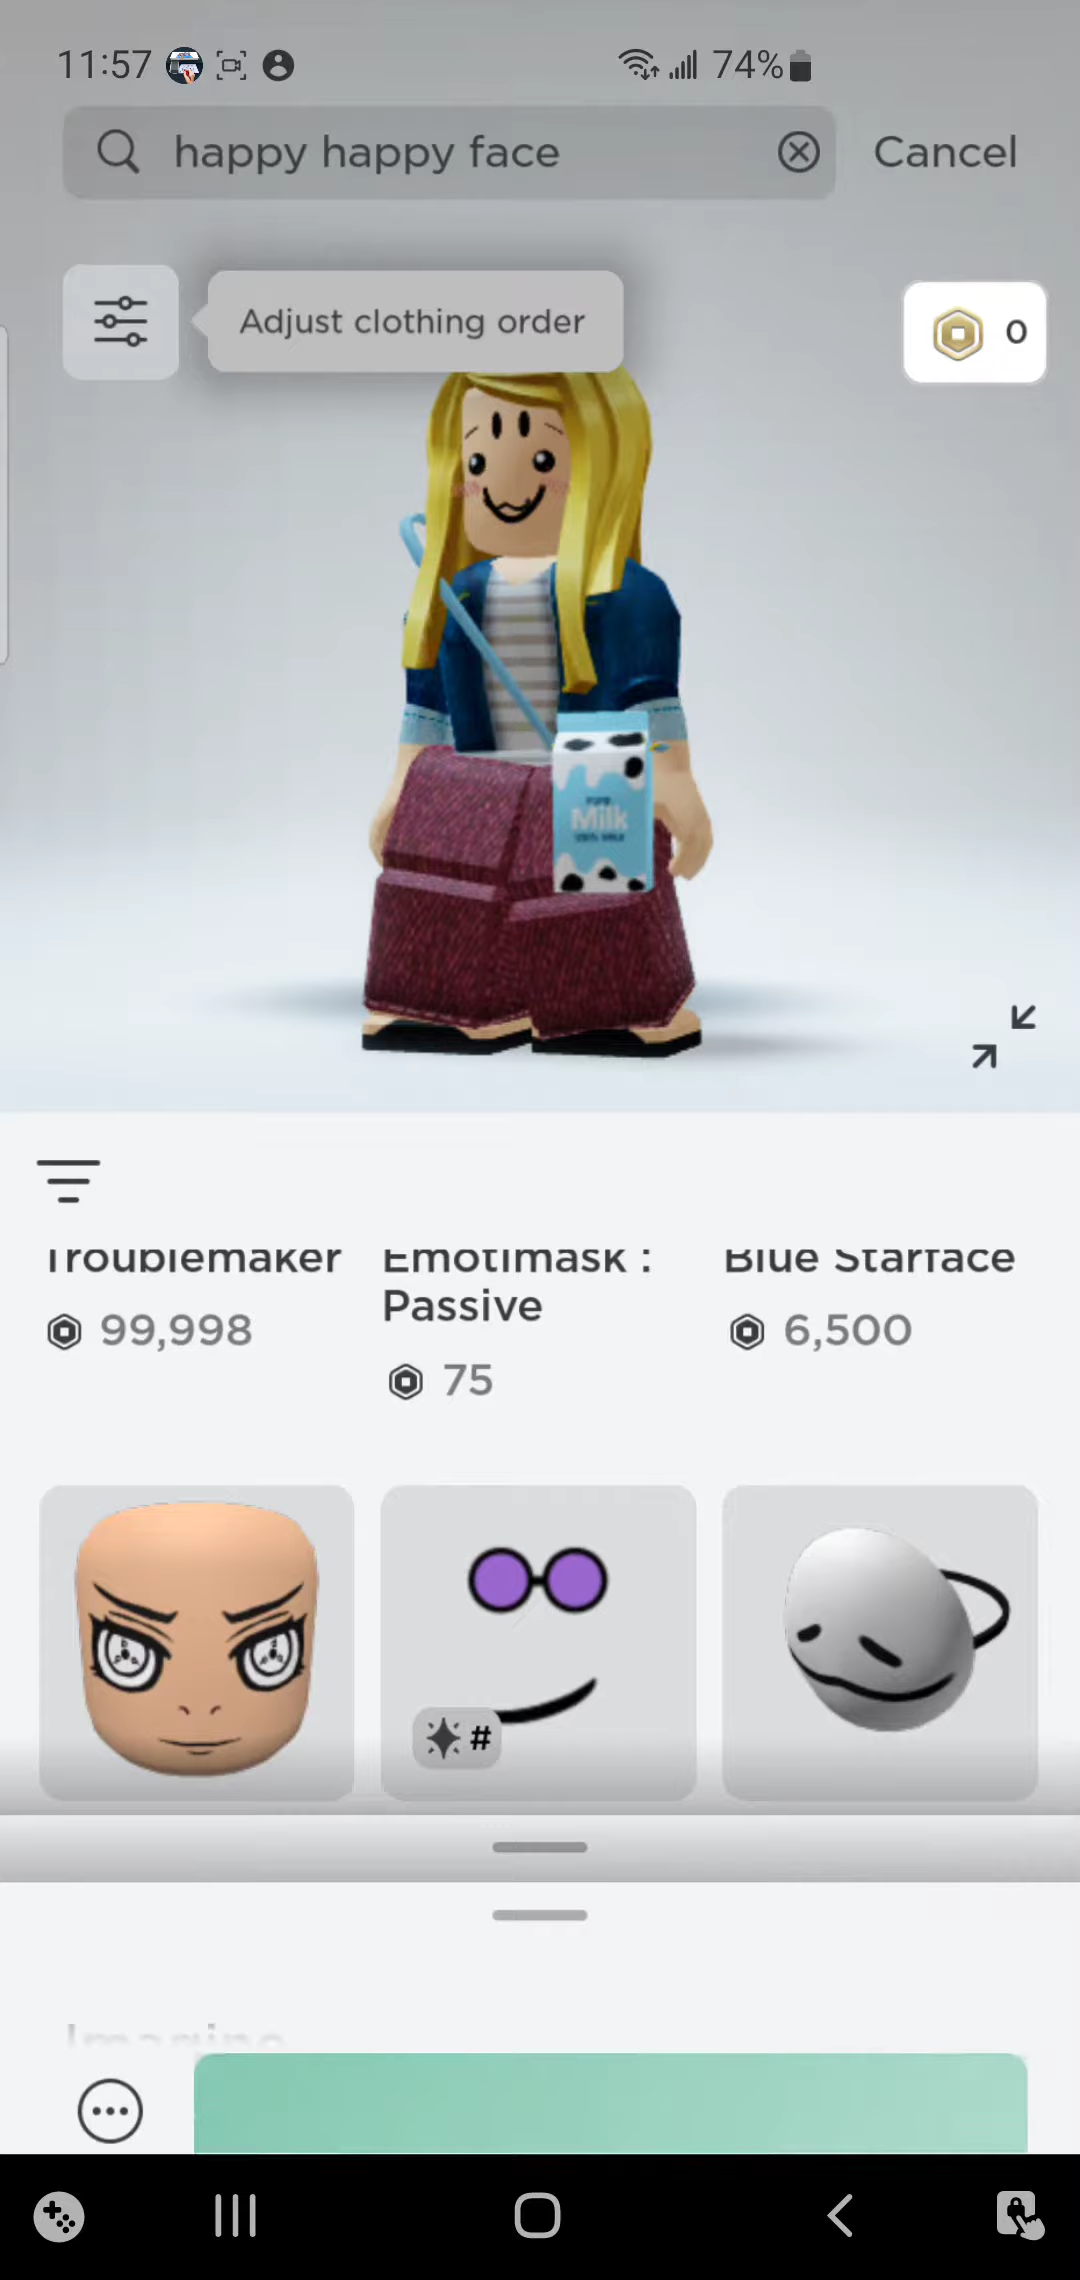 11:57
74%
happy happy face
Cancel
Adjust clothing order
0
Milk
Troublemaker
Emotimask :
Blue Starface
Passive
99,998
6,500
75
#
Imagine